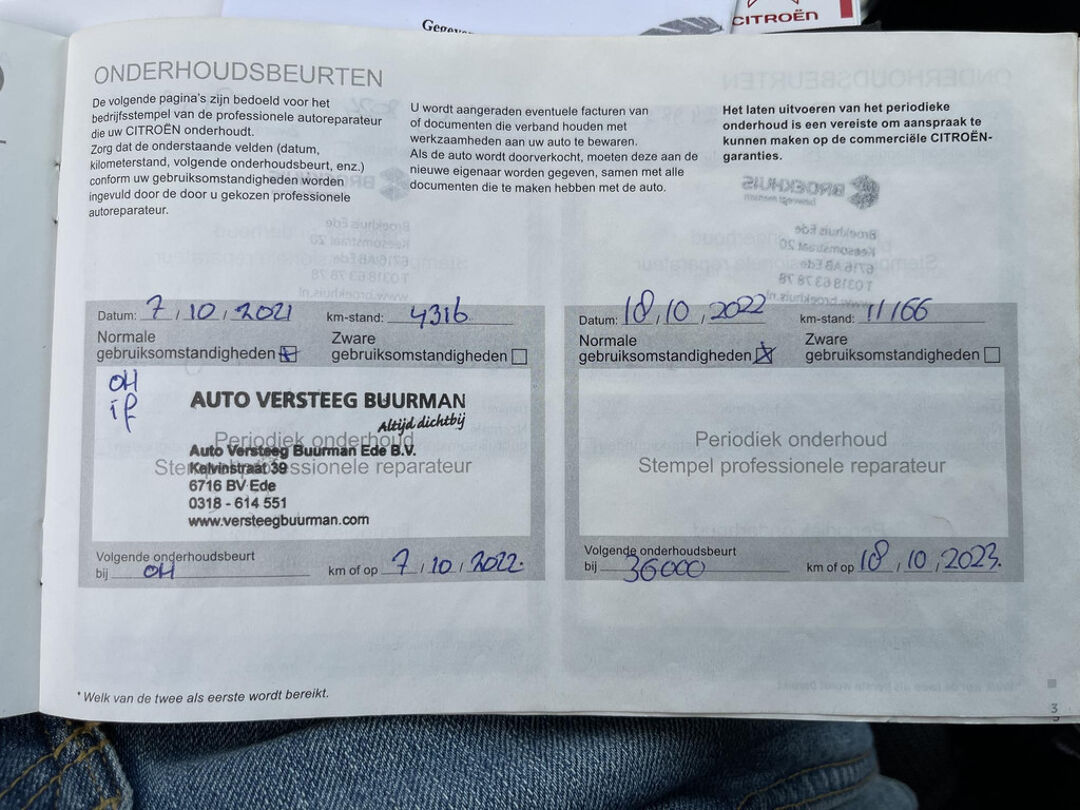 CITROËN
ONDERHOUDSBEURTEN
De volgende pagina's zijn bedoeld voor het
bedrijfsstempel van de professionele autoreparateur
die uw CITROËN onderhoudt.
Zorg dat de onderstaande velden (datum,
kilometerstand, volgende onderhoudsbeurt, enz.)
conform uw gebruiksomstandigheden worden
ingevuld door de door u gekozen professionele
autoreparateur.
U wordt aangeraden eventuele facturen van
of documenten die verband houden met
werkzaamheden aan uw auto te bewaren.
Als de auto wordt doorverkocht, moeten deze aan de
nieuwe eigenaar worden gegeven, samen met alle
documenten die te maken hebben met de auto.
Het laten uitvoeren van het periodieke
onderhoud is een vereiste om aanspraak te
kunnen maken op de commerciële CITROËN-
garanties.
Datum: 7 / 10 / 2021 km-stand: 4316
Normale
gebruiksomstandigheden
Zware
gebruiksomstandigheden
OH
AUTO VERSTEEG BUURMAN
Altijd dichtbij
Periodiek onderhoud
Auto Versteeg Buurman Ede B.V.
Stempel professionele reparateur
Kelvinstraat 39
6716 BV Ede
0318 - 614 551
www.versteegbuurman.com
Volgende onderhoudsbeurt
bij OH km of op 7 / 10 / 2022.
Datum: 18 / 10 / 2022 km-stand: 11166
Normale
gebruiksomstandigheden
Zware
gebruiksomstandigheden
Periodiek onderhoud
Stempel professionele reparateur
Volgende onderhoudsbeurt
bij 36000 km of op 18 / 10 / 2023.
* Welk van de twee als eerste wordt bereikt.
3